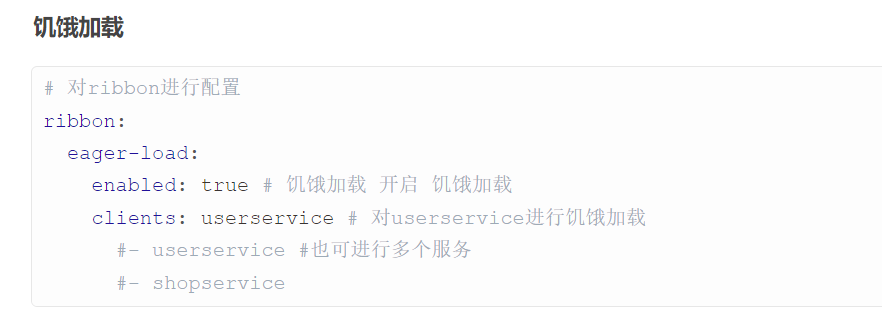 饥饿加载
# 对ribbon进行配置
ribbon:
  eager-load:
    enabled: true # 饥饿加载 开启 饥饿加载
    clients: userservice # 对userservice进行饥饿加载
      #- userservice #也可进行多个服务
      #- shopservice